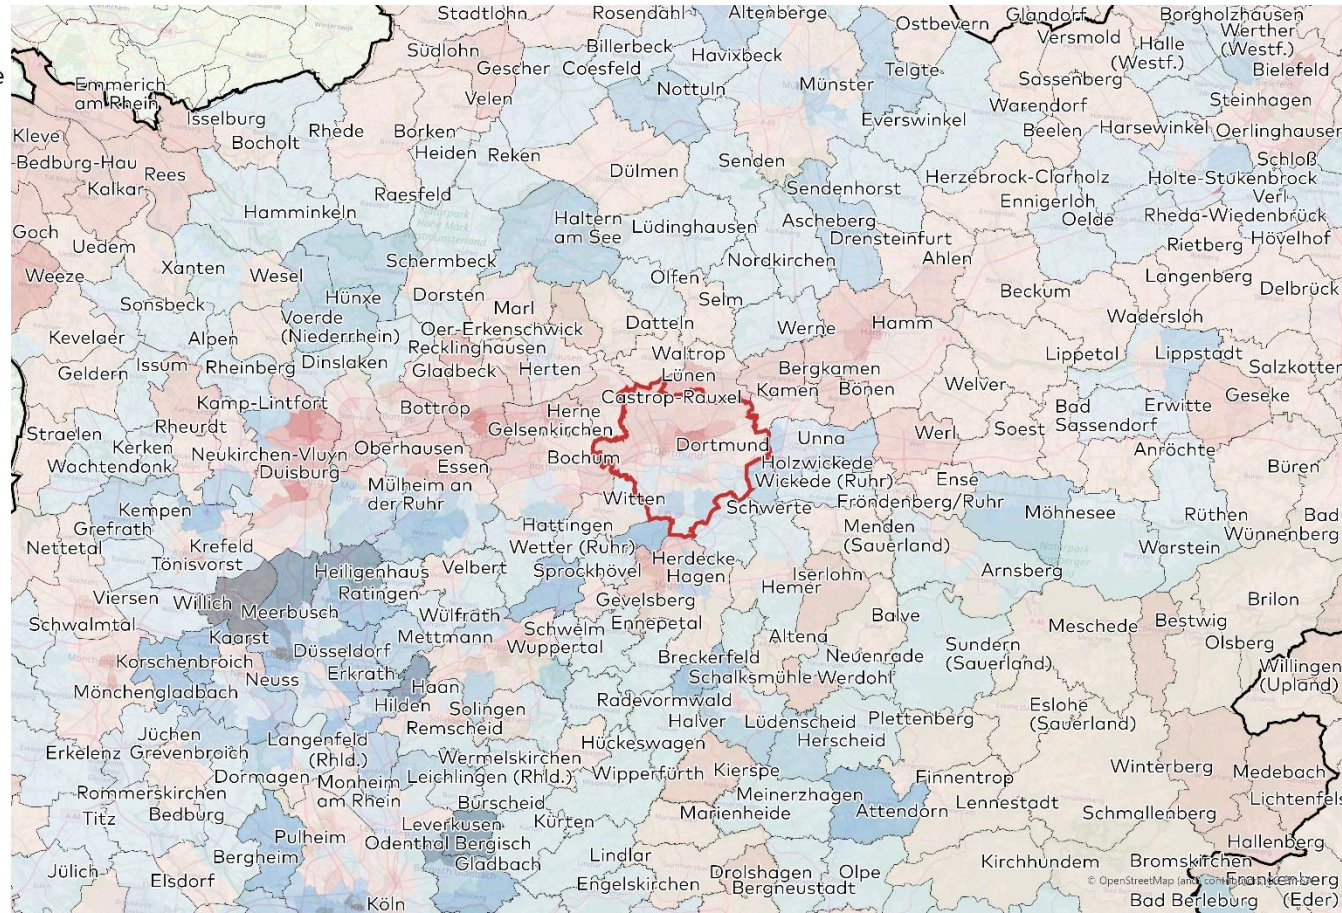 Stadtlohn
Rosendahl
Altenberge
Ostbevern
Glandorf
Borgholzhausen
Versmold
Halle
(Westf.)
Werther
(Westf.)
Südlohn
Billerbeck
Havixbeck
Gescher
Coesfeld
Telgte
Bielefeld
Emmerich
am Rhein
Velen
Nottuln
Münster
Sassenberg
Steinhagen
Isselburg
Warendorf
Everswinkel
Kleve
Bocholt
Rhede
Borken
Beelen
Harsewinkel
Oerlinghausen
Bedburg-Hau
Heiden
Reken
Senden
Schloß
Holte-Stukenbrock
Kalkar
Rees
Dülmen
Herzebrock-Clarholz
Raesfeld
Sendenhorst
Ennigerloh
Verl
Hamminkeln
Haltern
am See
Lüdinghausen
Ascheberg
Oelde
Rheda-Wiedenbrück
Goch
Uedem
Drensteinfurt
Rietberg
Hövelhof
Schermbeck
Nordkirchen
Ahlen
Weeze
Xanten
Wesel
Olfen
Langenberg
Beckum
Delbrück
Sonsbeck
Hünxe
Dorsten
Marl
Selm
Voerde
(Niederrhein)
Oer-Erkenschwick
Datteln
Werne
Hamm
Wadersloh
Kevelaer
Alpen
Recklinghausen
Waltrop
Lippetal
Lippstadt
Geldern
Issum
Rheinberg
Dinslaken
Gladbeck
Herten
Lünen
Bergkamen
Salzkotten
Kamp-Lintfort
Bottrop
Castrop-Rauxel
Kamen
Bönen
Welver
Erwitte
Geseke
Herne
Bad
Sassendorf
Straelen
Rheurdt
Gelsenkirchen
Dortmund
Unna
Werl
Soest
Kerken
Neukirchen-Vluyn
Oberhausen
Anröchte
Wachtendonk
Duisburg
Essen
Bochum
Holzwickede
Wickede (Ruhr)
Ense
Büren
Mülheim an
der Ruhr
Witten
Fröndenberg/Ruhr
Kempen
Schwerte
Möhnesee
Rüthen
Bad
Wünnenberg
Grefrath
Hattingen
Menden
(Sauerland)
Nettetal
Krefeld
Wetter (Ruhr)
Warstein
Tönisvorst
Heiligenhaus
Velbert
Sprockhövel
Herdecke
Hagen
Iserlohn
Arnsberg
Viersen
Willich
Meerbusch
Ratingen
Gevelsberg
Hemer
Brilon
Schwalmtal
Wülfrath
Ennepetal
Balve
Meschede
Bestwig
Kaarst
Düsseldorf
Mettmann
Schwelm
Altena
Olsberg
Wuppertal
Sundern
(Sauerland)
Korschenbroich
Neuss
Erkrath
Breckerfeld
Neuenrade
Willingen
(Upland)
Mönchengladbach
Haan
Schalksmühle
Werdohl
Hilden
Solingen
Radevormwald
Eslohe
(Sauerland)
Jüchen
Remscheid
Halver
Lüdenscheid
Plettenberg
Erkelenz
Grevenbroich
Langenfeld
(Rhld.)
Hückeswagen
Herscheid
Wermelskirchen
Winterberg
Medebach
Dormagen
Monheim
am Rhein
Leichlingen (Rhld.)
Wipperfürth
Kierspe
Finnentrop
Rommerskirchen
Meinerzhagen
Lennestadt
Lichtenfels
Titz
Bedburg
Burscheid
Marienheide
Attendorn
Schmallenberg
Pulheim
Leverkusen
Kürten
Hallenberg
Odenthal
Bergisch
Gladbach
Bergheim
Lindlar
Kirchhundem
Bromskirchen
Jülich
Elsdorf
Drolshagen
Olpe
Frankenberg
(Eder)
Engelskirchen
Bergneustadt
Köln
Bad Berleburg
© OpenStreetMap (and)